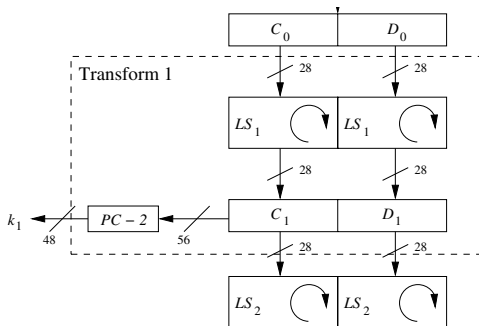 C0 D0
Transform 1
28 28
LS1 LS1
28 28
k1 48 PC – 2 56 C1 D1
28 28
LS2 LS2